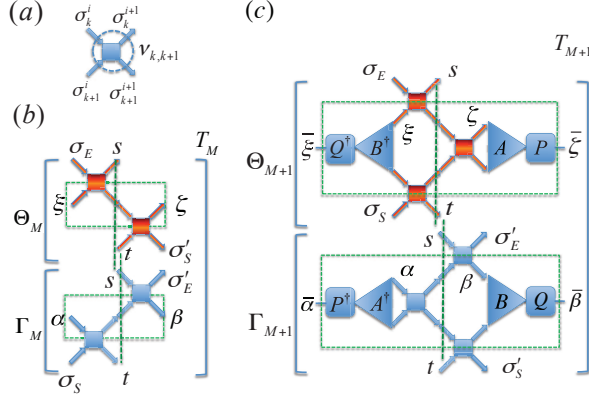 (a) σ_k^i σ_k^{i+1}
ν_{k,k+1}
σ_{k+1}^i σ_{k+1}^{i+1}
(b) T_M
σ_E s
Θ_M ξ ζ
t σ′_S
s σ′_E
Γ_M α β
σ_S t
(c) T_{M+1}
σ_E s
ξ ζ
Θ_{M+1} ξ̄ Q† B† A P ζ̄
σ_S t
s σ′_E
α β
Γ_{M+1} ᾱ P† A† B Q β̄
t σ′_S